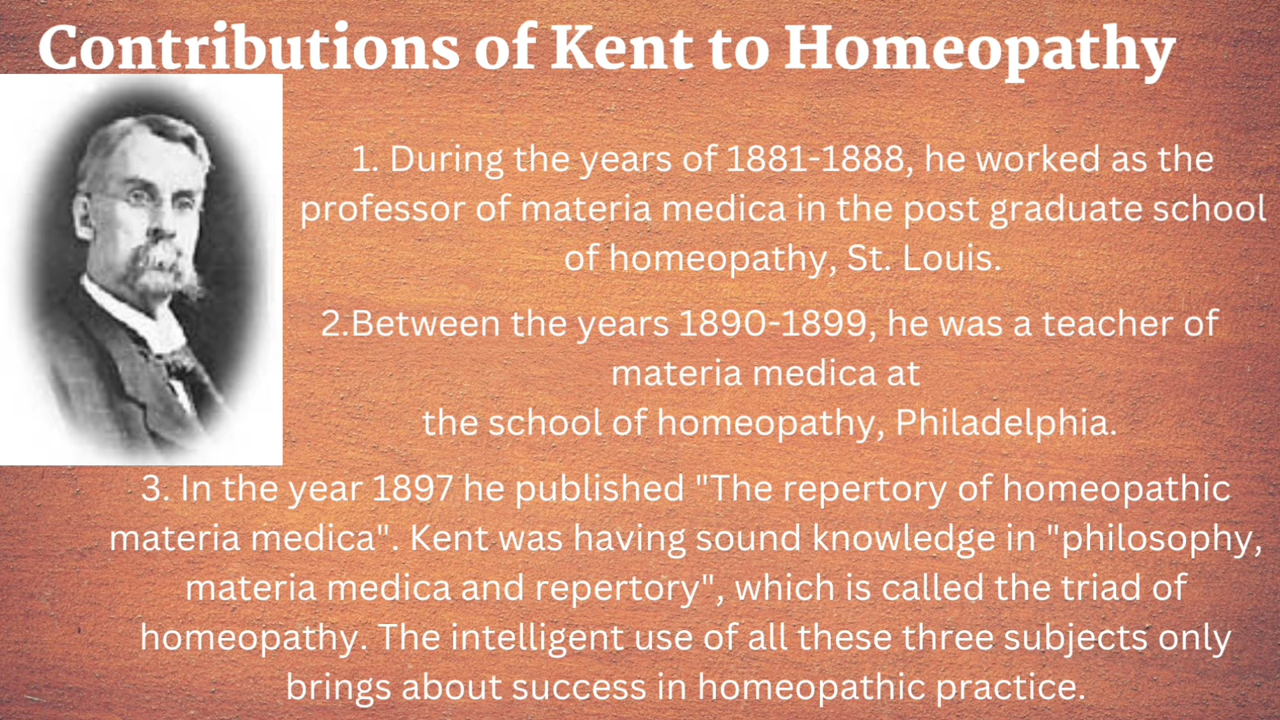 Contributions of Kent to Homeopathy
1. During the years of 1881-1888, he worked as the
professor of materia medica in the post graduate school
of homeopathy, St. Louis.
2.Between the years 1890-1899, he was a teacher of
materia medica at
the school of homeopathy, Philadelphia.
3. In the year 1897 he published "The repertory of homeopathic
materia medica". Kent was having sound knowledge in "philosophy,
materia medica and repertory", which is called the triad of
homeopathy. The intelligent use of all these three subjects only
brings about success in homeopathic practice.